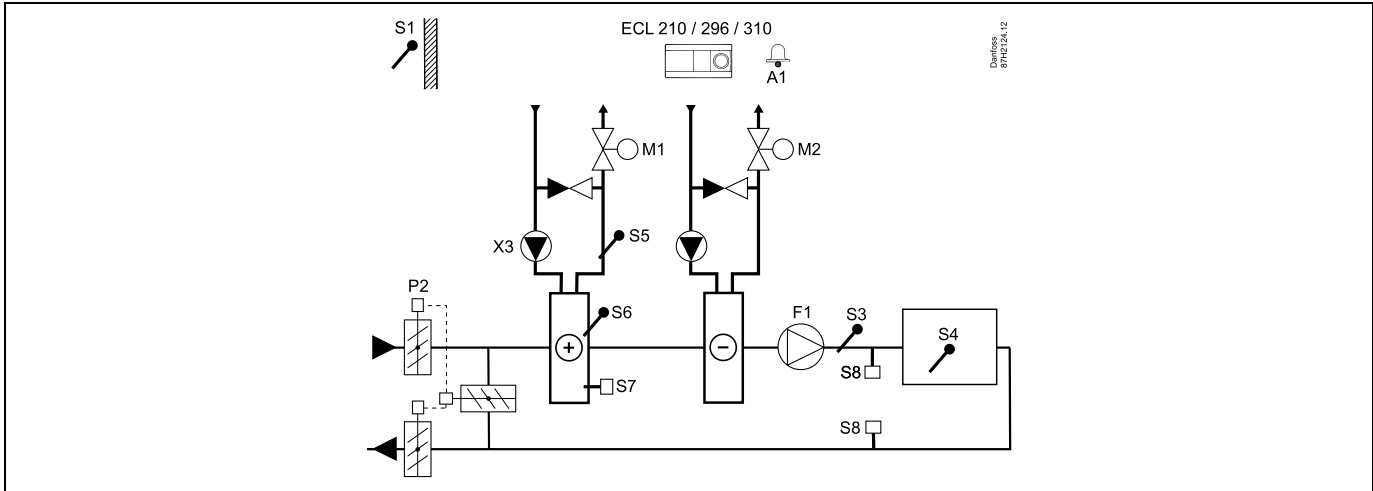 S1
ECL 210 / 296 / 310
A1
Danfoss
87H2124.12
M1
M2
X3
S5
P2
S6
F1
S3
S4
+
−
S7
S8
S8